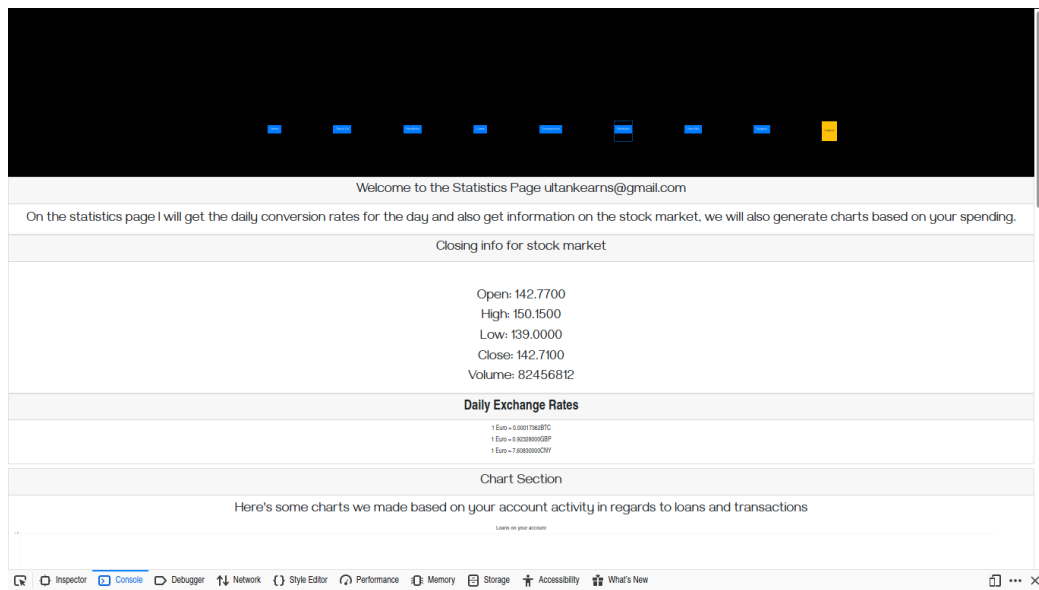 Welcome to the Statistics Page ultankearns@gmail.com
On the statistics page I will get the daily conversion rates for the day and also get information on the stock market, we will also generate charts based on your spending.
Closing info for stock market
Open: 142.7700
High: 150.1500
Low: 139.0000
Close: 142.7100
Volume: 82456812
Daily Exchange Rates
1 Euro = 0.00017362BTC
1 Euro = 0.92328000GBP
1 Euro = 7.60830000CNY
Chart Section
Here's some charts we made based on your account activity in regards to loans and transactions
Loans on your account
Inspector Console Debugger Network Style Editor Performance Memory Storage Accessibility What's New